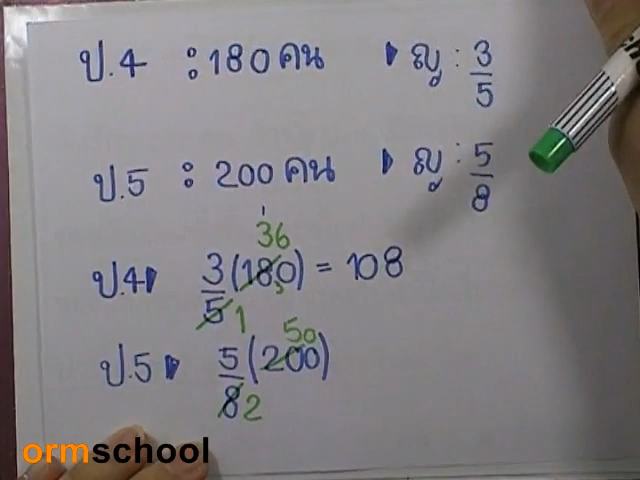 ป.4 : 180 คน ▶ ญ : 3/5
ป.5 : 200 คน ▶ ญ : 5/8
36
ป.4▶ 3/5 (180) = 108
1
50
ป.5▶ 5/8 (200)
2
ormschool